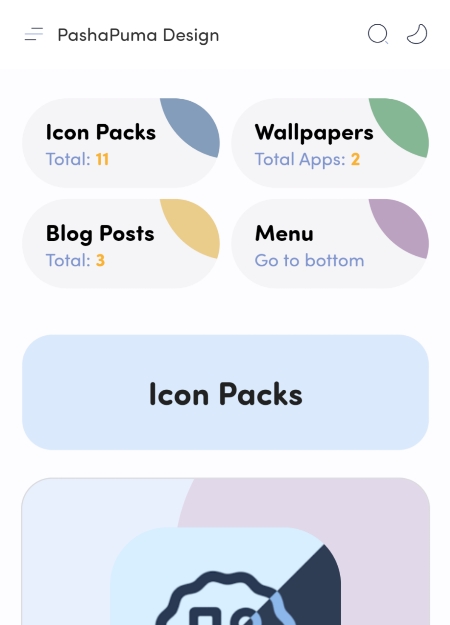 PashaPuma Design
Icon Packs
Total: 11
Wallpapers
Total Apps: 2
Blog Posts
Total: 3
Menu
Go to bottom
Icon Packs